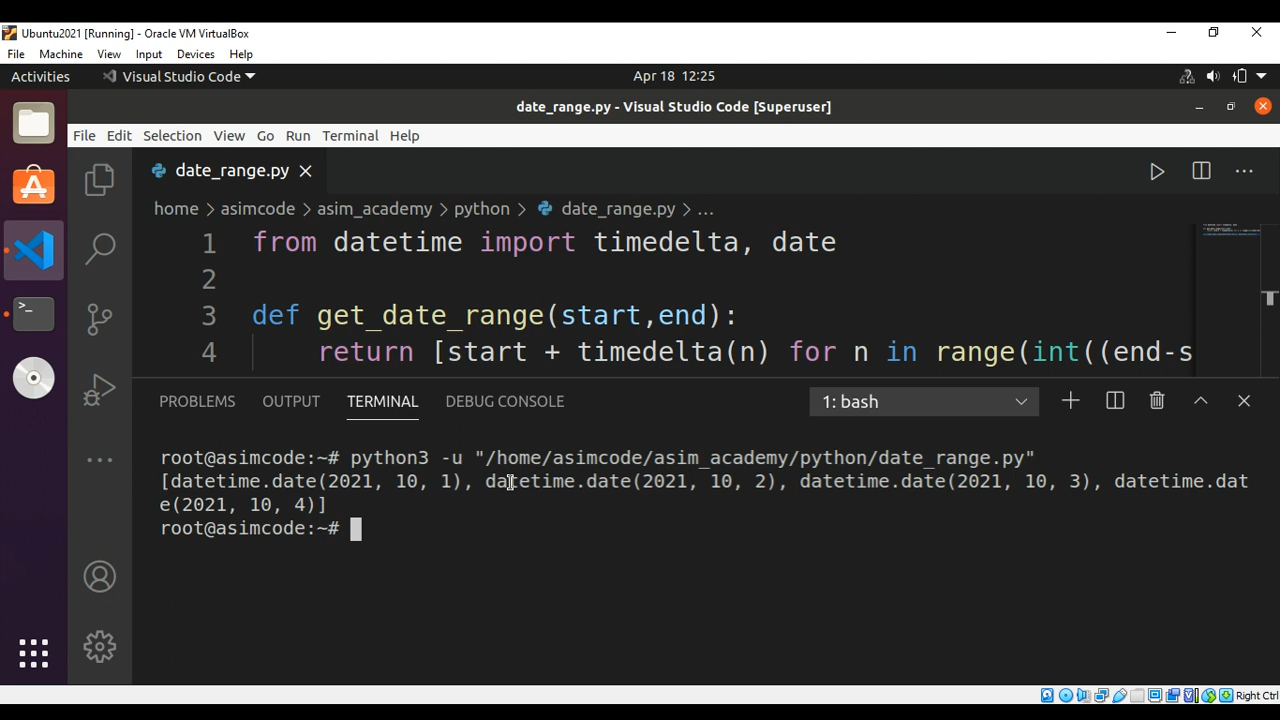 Ubuntu2021 [Running] - Oracle VM VirtualBox
File Machine View Input Devices Help
Activities Visual Studio Code Apr 18 12:25
date_range.py - Visual Studio Code [Superuser]
File Edit Selection View Go Run Terminal Help
date_range.py
home > asimcode > asim_academy > python > date_range.py > ...
1 from datetime import timedelta, date
2
3 def get_date_range(start,end):
4 return [start + timedelta(n) for n in range(int((end-s
PROBLEMS OUTPUT TERMINAL DEBUG CONSOLE 1: bash
root@asimcode:~# python3 -u "/home/asimcode/asim_academy/python/date_range.py"
[datetime.date(2021, 10, 1), datetime.date(2021, 10, 2), datetime.date(2021, 10, 3), datetime.dat
e(2021, 10, 4)]
root@asimcode:~#
Right Ctrl